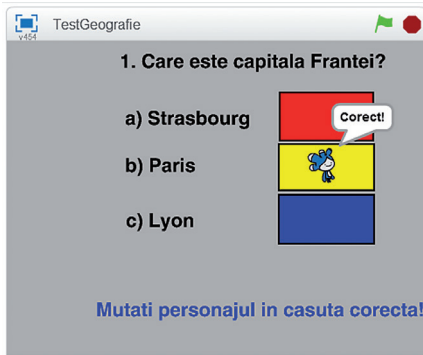 TestGeografie
v454
1. Care este capitala Frantei?
a) Strasbourg
Corect!
b) Paris
c) Lyon
Mutati personajul in casuta corecta!